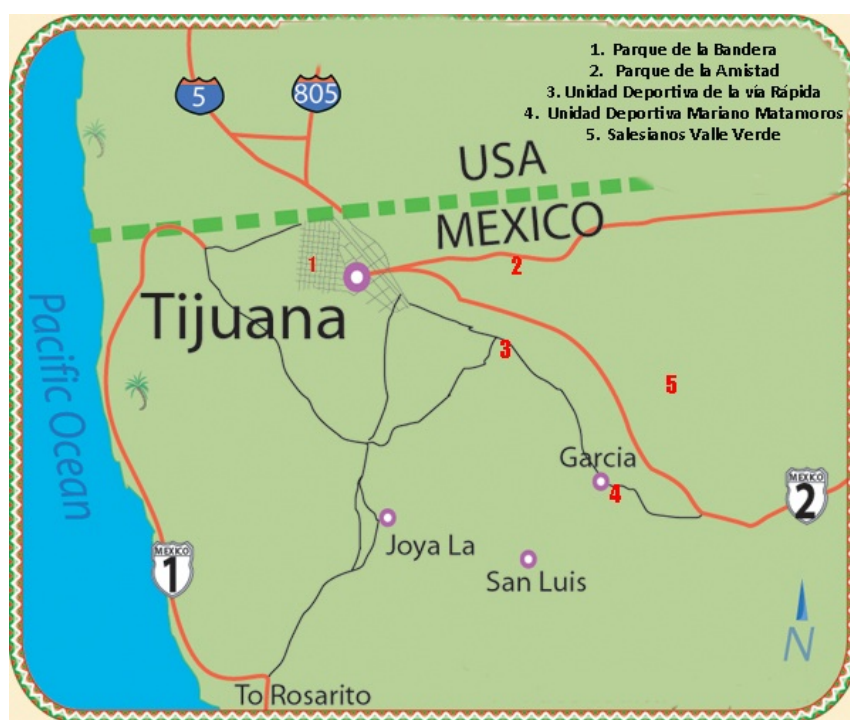 1. Parque de la Bandera
2. Parque de la Amistad
3. Unidad Deportiva de la vía Rápida
4. Unidad Deportiva Mariano Matamoros
5. Salesianos Valle Verde
5
805
USA
MEXICO
1
2
Tijuana
Pacific Ocean
3
5
Garcia
4
MEXICO
2
Joya La
San Luis
MEXICO
1
N
To Rosarito